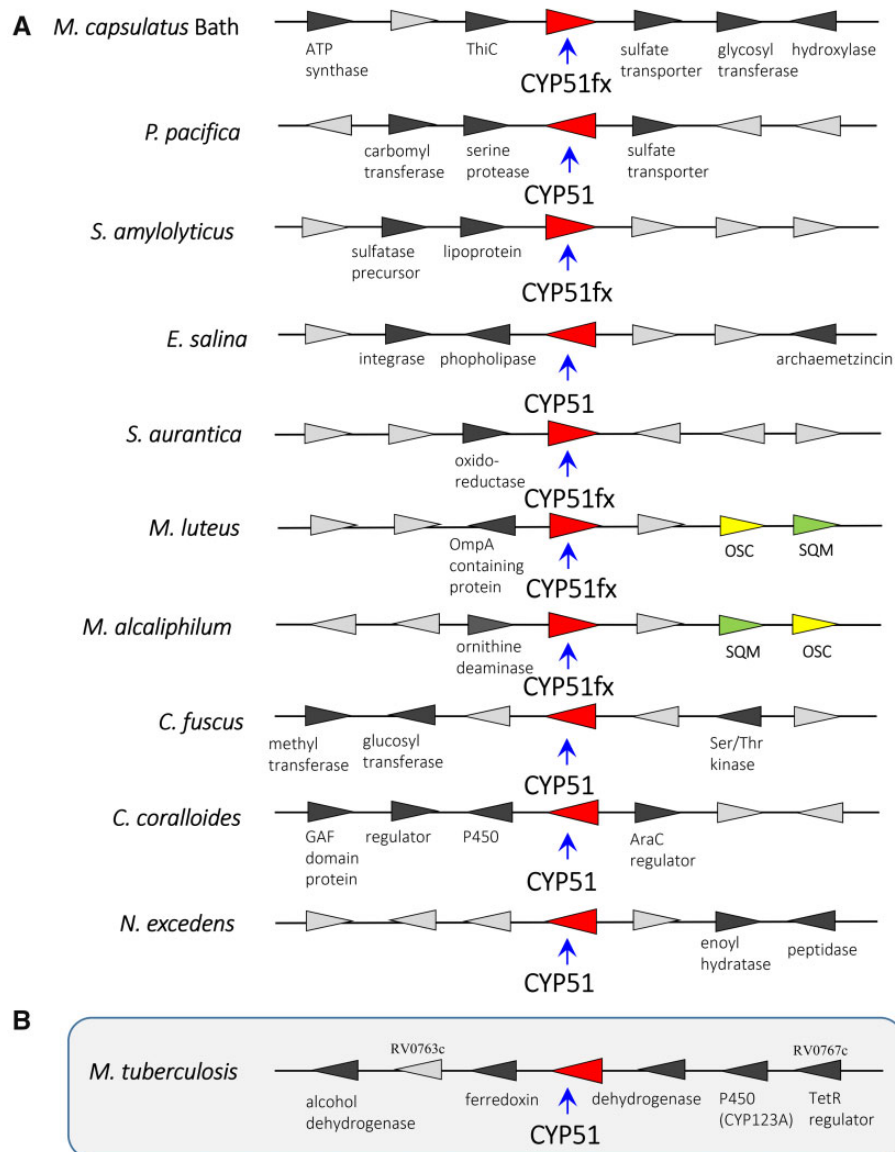 A
M. capsulatus Bath
ATP
synthase
ThiC
CYP51fx
sulfate
transporter
glycosyl
transferase
hydroxylase
P. pacifica
carbomyl
transferase
serine
protease
CYP51
sulfate
transporter
S. amylolyticus
sulfatase
precursor
lipoprotein
CYP51fx
E. salina
integrase
phopholipase
CYP51
archaemetzincin
S. aurantica
oxido-
reductase
CYP51fx
M. luteus
OmpA
containing
protein
CYP51fx
OSC
SQM
M. alcaliphilum
ornithine
deaminase
CYP51fx
SQM
OSC
C. fuscus
methyl
transferase
glucosyl
transferase
CYP51
Ser/Thr
kinase
C. coralloides
GAF
domain
protein
regulator
P450
CYP51
AraC
regulator
N. excedens
CYP51
enoyl
hydratase
peptidase
B
M. tuberculosis
alcohol
dehydrogenase
RV0763c
ferredoxin
CYP51
dehydrogenase
P450
(CYP123A)
RV0767c
TetR
regulator